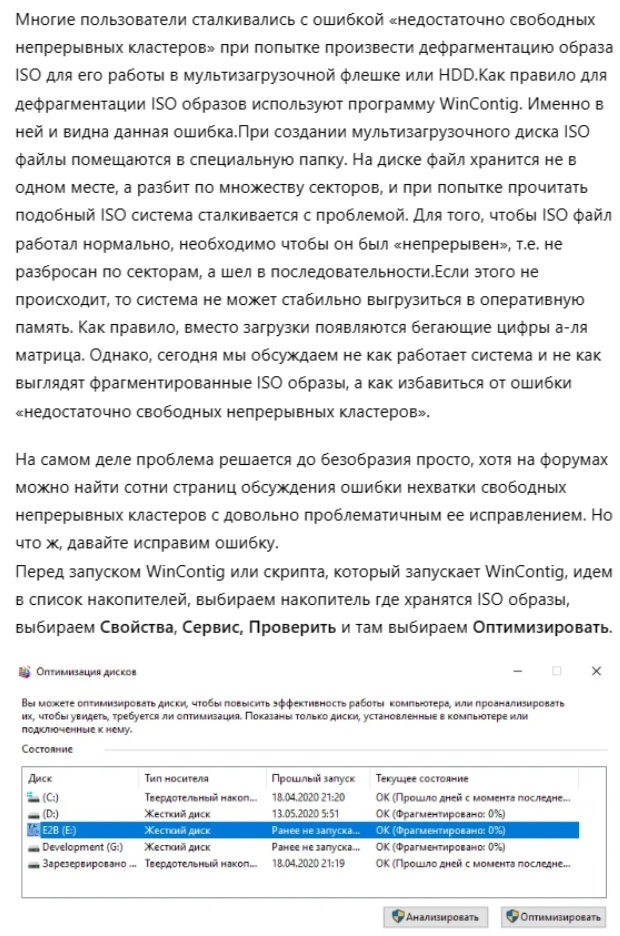 Многие пользователи сталкивались с ошибкой «недостаточно свободных
непрерывных кластеров» при попытке произвести дефрагментацию образа
ISO для его работы в мультизагрузочной флешке или HDD.Как правило для
дефрагментации ISO образов используют программу WinContig. Именно в
ней и видна данная ошибка.При создании мультизагрузочного диска ISO
файлы помещаются в специальную папку. На диске файл хранится не в
одном месте, а разбит по множеству секторов, и при попытке прочитать
подобный ISO система сталкивается с проблемой. Для того, чтобы ISO файл
работал нормально, необходимо чтобы он был «непрерывен», т.е. не
разбросан по секторам, а шел в последовательности.Если этого не
происходит, то система не может стабильно выгрузиться в оперативную
память. Как правило, вместо загрузки появляются бегающие цифры а-ля
матрица. Однако, сегодня мы обсуждаем не как работает система и не как
выглядят фрагментированные ISO образы, а как избавиться от ошибки
«недостаточно свободных непрерывных кластеров».
На самом деле проблема решается до безобразия просто, хотя на форумах
можно найти сотни страниц обсуждения ошибки нехватки свободных
непрерывных кластеров с довольно проблематичным ее исправлением. Но
что ж, давайте исправим ошибку.
Перед запуском WinContig или скрипта, который запускает WinContig, идем
в список накопителей, выбираем накопитель где хранятся ISO образы,
выбираем Свойства, Сервис, Проверить и там выбираем Оптимизировать.
Оптимизация дисков
Вы можете оптимизировать диски, чтобы повысить эффективность работы компьютера, или проанализировать
их, чтобы увидеть, требуется ли оптимизация. Показаны только диски, установленные в компьютере или
подключенные к нему.
Состояние
Диск Тип носителя Прошлый запуск Текущее состояние
(C:) Твердотельный накоп... 18.04.2020 21:20 ОК (Прошло дней с момента последне...
(D:) Жесткий диск 13.05.2020 5:51 ОК (Фрагментировано: 0%)
E2B (E:) Жесткий диск Ранее не запуска... ОК (Фрагментировано: 0%)
Development (G:) Жесткий диск Ранее не запуска... ОК (Фрагментировано: 0%)
Зарезервировано ... Твердотельный накоп... 18.04.2020 21:19 ОК (Прошло дней с момента последне...
Анализировать Оптимизировать